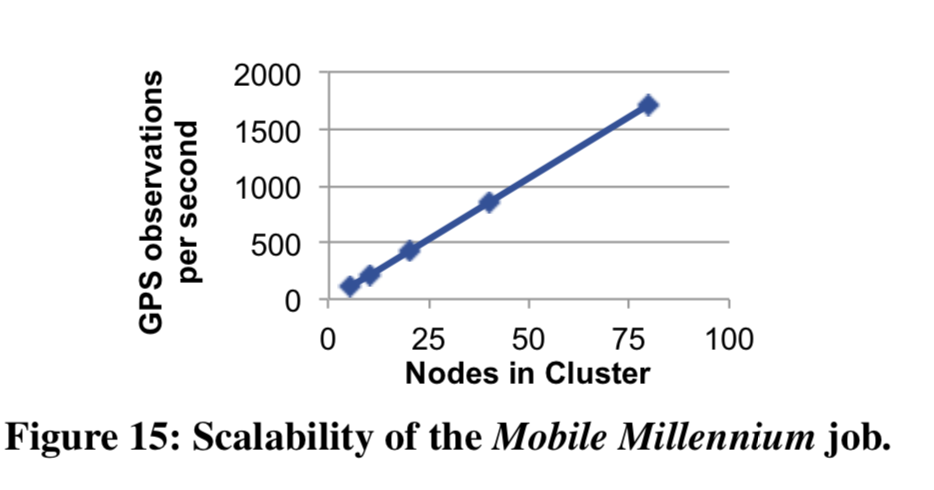 GPS observations
per second
2000
1500
1000
500
0
0 25 50 75 100
Nodes in Cluster
Figure 15: Scalability of the Mobile Millennium job.